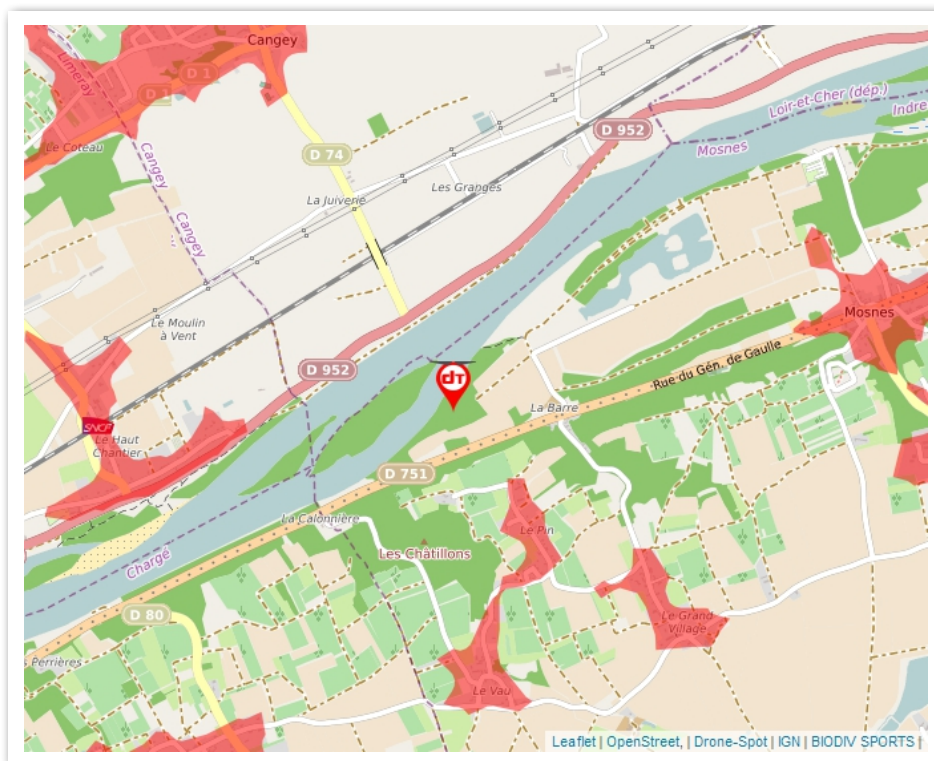 Cangey
Limeray
D 1
D 1
Le Coteau
Cangey
Cangey
...
D 74
D 952
Loir-et-Cher (dép.)
Indre
Mosnes
La Juiverie
Les Granges
Le Moulin
à Vent
Mosnes
D 952
dT
Rue du Gén. de Gaulle
La Barre
SNCF
Le Haut
Chantier
D 751
La Calonnière
Le Pin
Chargé
Les Châtillons
D 80
Le Grand
Village
Perrières
Le Vau
Leaflet | OpenStreet, | Drone-Spot | IGN | BIODIV SPORTS |